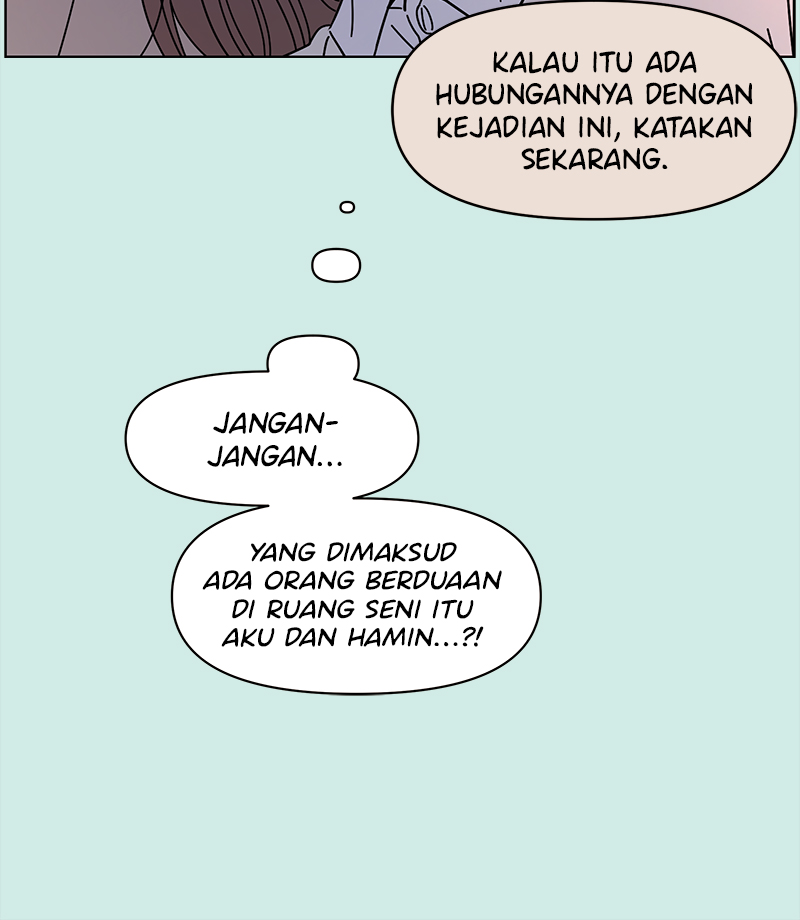 KALAU ITU ADA
HUBUNGANNYA DENGAN
KEJADIAN INI, KATAKAN
SEKARANG.
JANGAN-
JANGAN...
YANG DIMAKSUD
ADA ORANG BERDUAAN
DI RUANG SENI ITU
AKU DAN HAMIN...?!